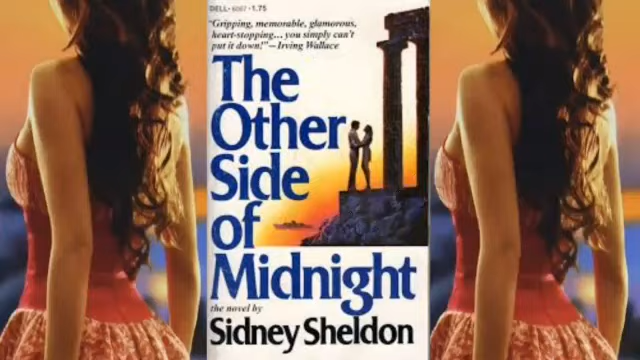 DELL • 6067 • 1.75
"Gripping, memorable, glamorous,
heart-stopping... you simply can't
put it down!"—Irving Wallace
The
Other
Side
of
Midnight
the novel by
Sidney Sheldon